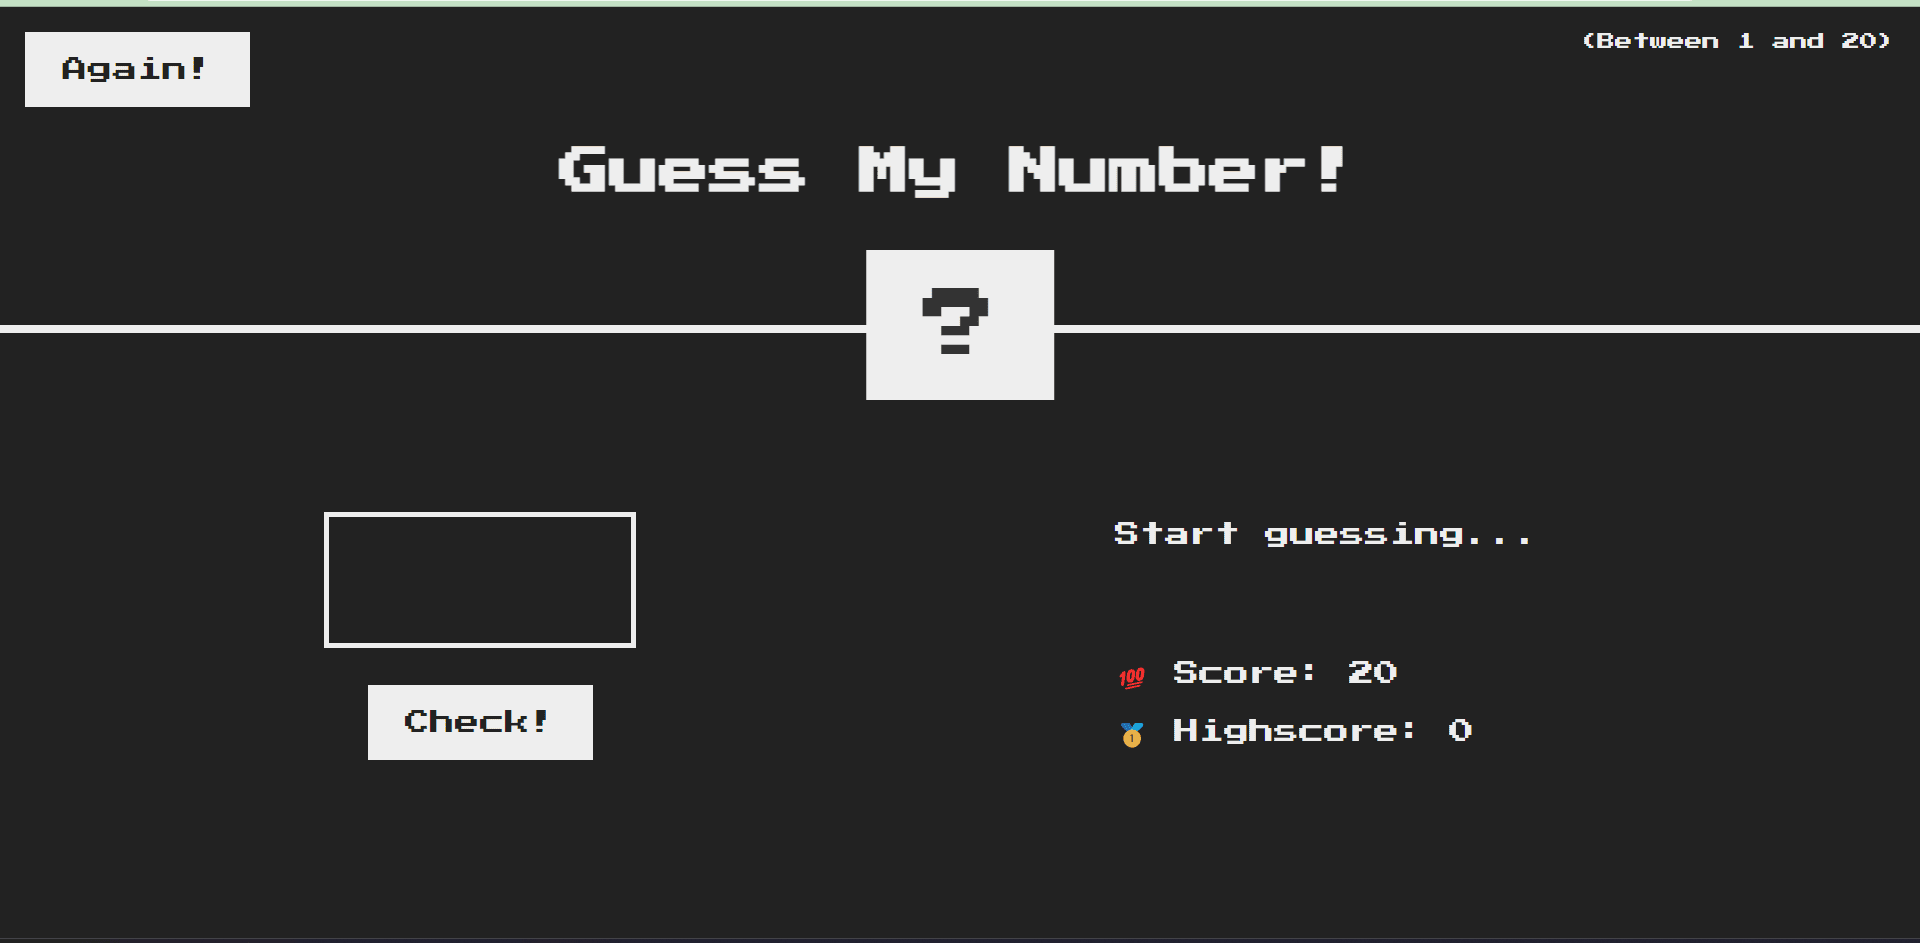 Again!
(Between 1 and 20)
Guess My Number!
?
Start guessing...
Check!
💯 Score: 20
🥇 Highscore: 0